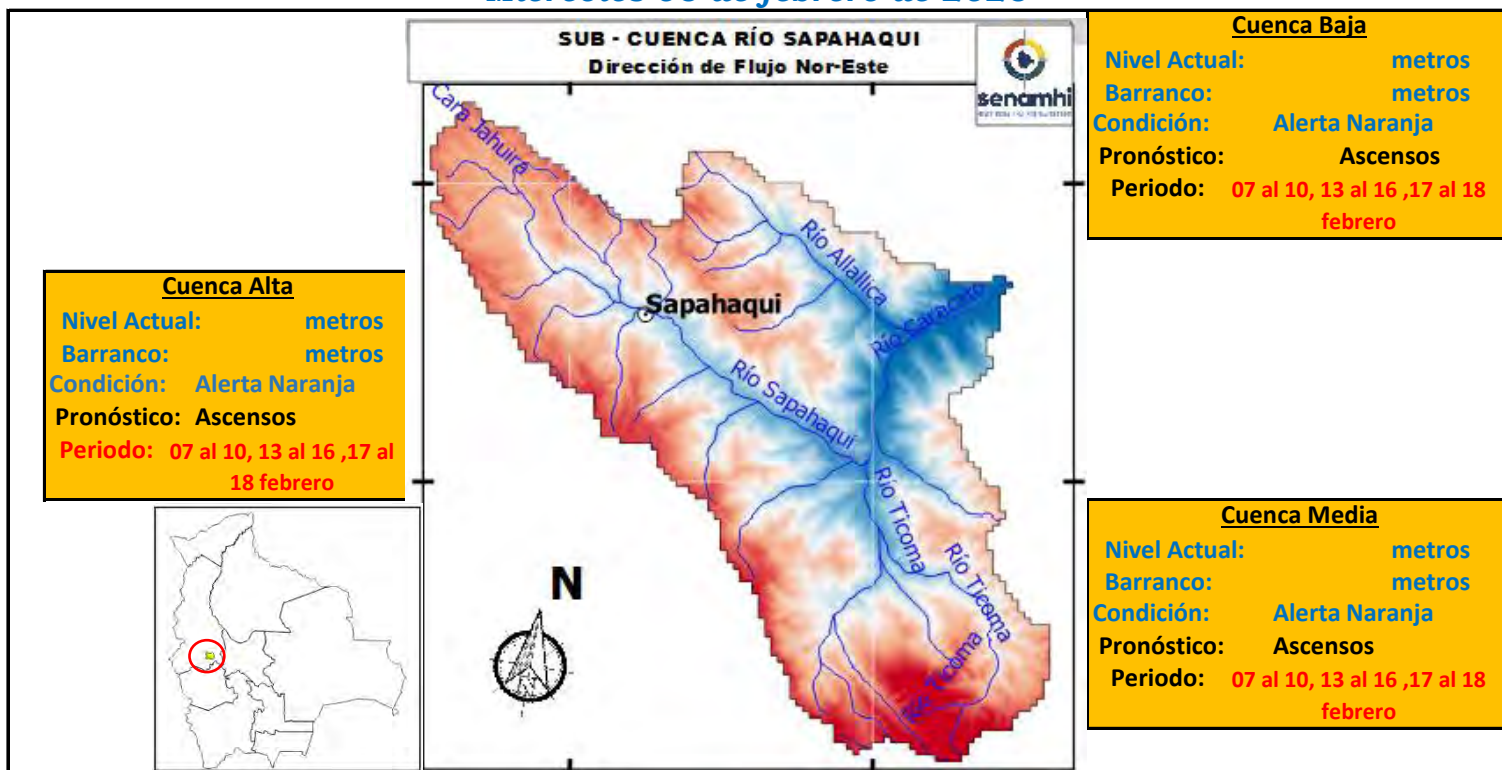 SUB - CUENCA RÍO SAPAHAQUI
Dirección de Flujo Nor-Este
senamhi
Cuenca Baja
Nivel Actual: metros
Barranco: metros
Condición: Alerta Naranja
Pronóstico: Ascensos
Periodo: 07 al 10, 13 al 16 ,17 al 18
febrero
Cuenca Alta
Nivel Actual: metros
Barranco: metros
Condición: Alerta Naranja
Pronóstico: Ascensos
Periodo: 07 al 10, 13 al 16 ,17 al
18 febrero
Cara Jahuira
Río Allallica
Sapahaqui
Río Caracato
Río Sapahaqui
Río Ticoma
Río Ticoma
Río Ticoma
N
Cuenca Media
Nivel Actual: metros
Barranco: metros
Condición: Alerta Naranja
Pronóstico: Ascensos
Periodo: 07 al 10, 13 al 16 ,17 al 18
febrero